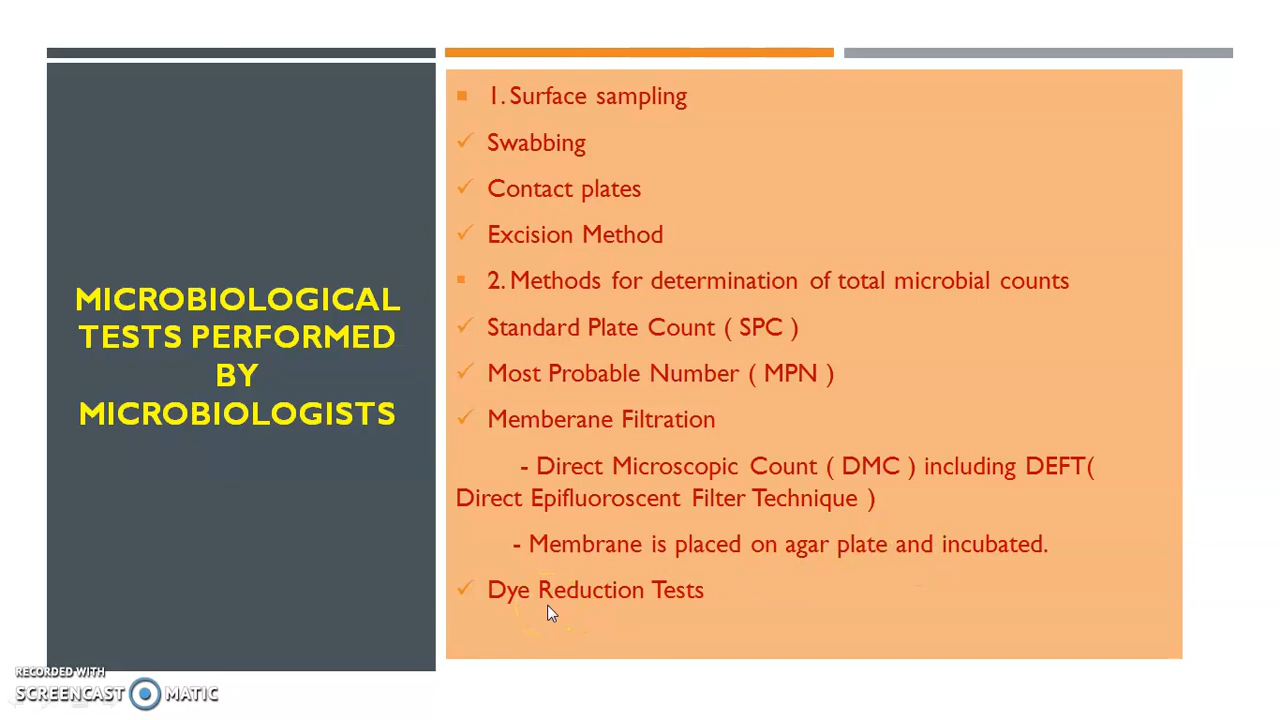 MICROBIOLOGICAL
TESTS PERFORMED
BY
MICROBIOLOGISTS
1. Surface sampling
Swabbing
Contact plates
Excision Method
2. Methods for determination of total microbial counts
Standard Plate Count ( SPC )
Most Probable Number ( MPN )
Memberane Filtration
- Direct Microscopic Count ( DMC ) including DEFT(
Direct Epifluoroscent Filter Technique )
- Membrane is placed on agar plate and incubated.
Dye Reduction Tests
RECORDED WITH
SCREENCAST MATIC